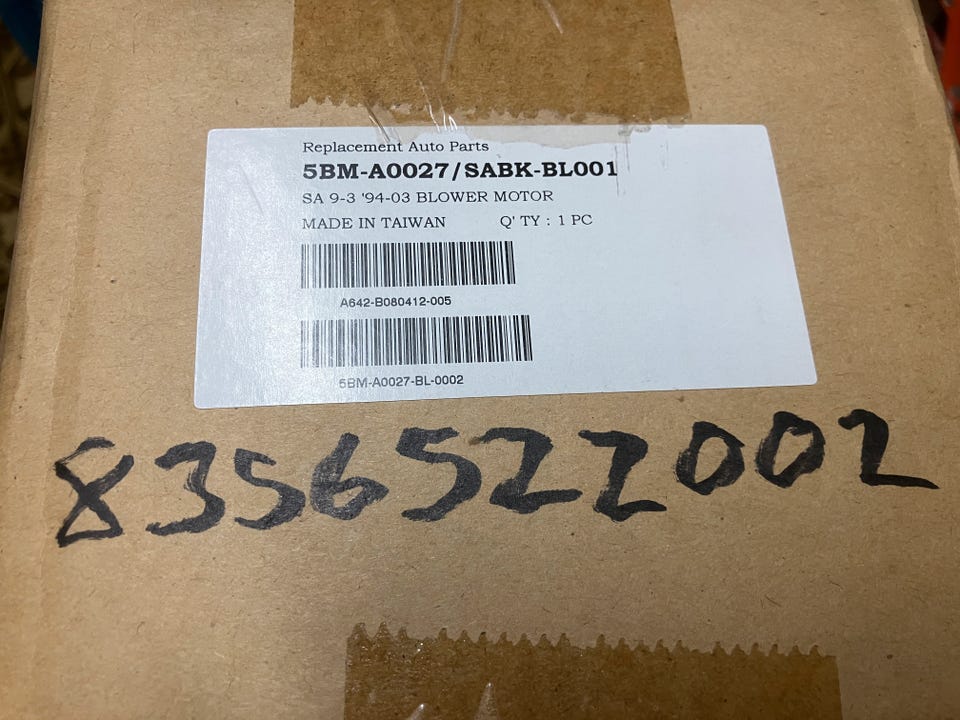 Replacement Auto Parts
5BM-A0027/SABK-BL001
SA 9-3 '94-03 BLOWER MOTOR
MADE IN TAIWAN Q' TY : 1 PC
A642-B080412-005
5BM-A0027-BL-0002
8356522002